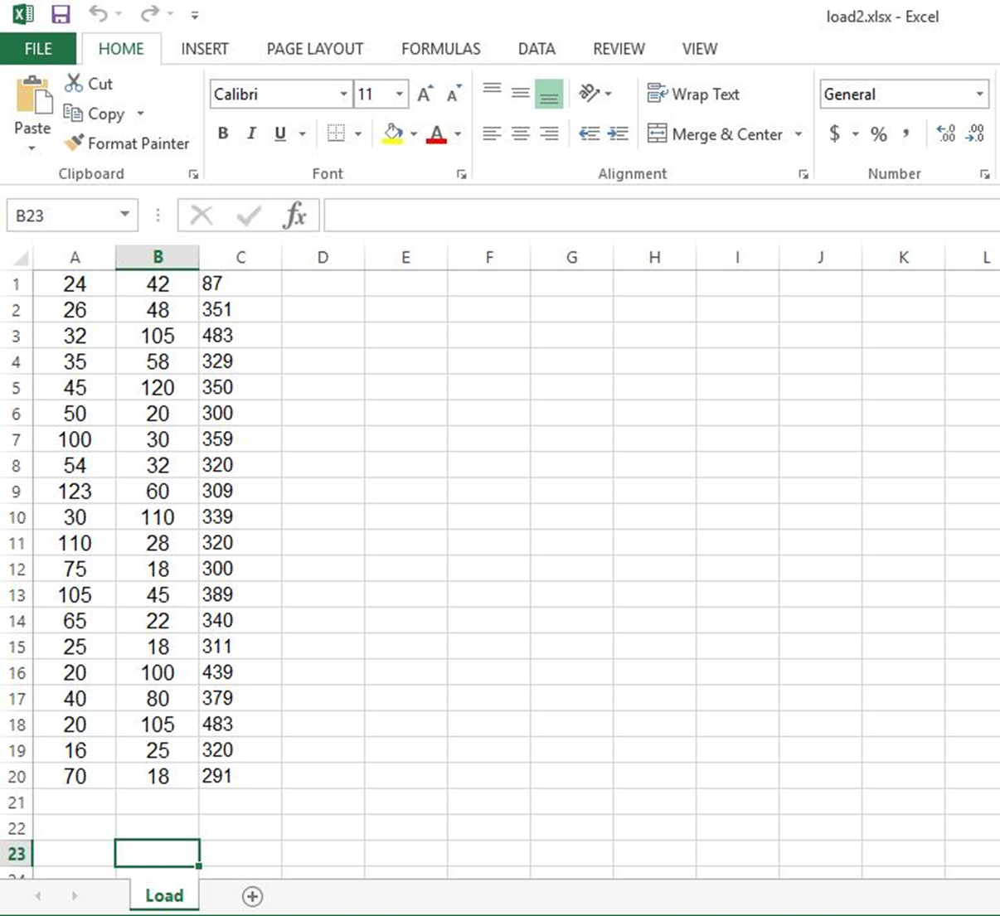 load2.xlsx - Excel
FILE HOME INSERT PAGE LAYOUT FORMULAS DATA REVIEW VIEW
Paste
Cut
Copy
Format Painter
Clipboard
Calibri 11
B I U A
Font
Wrap Text
Merge & Center
Alignment
General
$ % ,
Number
B23 fx
A B C D E F G H I J K L
1 24 42 87
2 26 48 351
3 32 105 483
4 35 58 329
5 45 120 350
6 50 20 300
7 100 30 359
8 54 32 320
9 123 60 309
10 30 110 339
11 110 28 320
12 75 18 300
13 105 45 389
14 65 22 340
15 25 18 311
16 20 100 439
17 40 80 379
18 20 105 483
19 16 25 320
20 70 18 291
21
22
23
Load